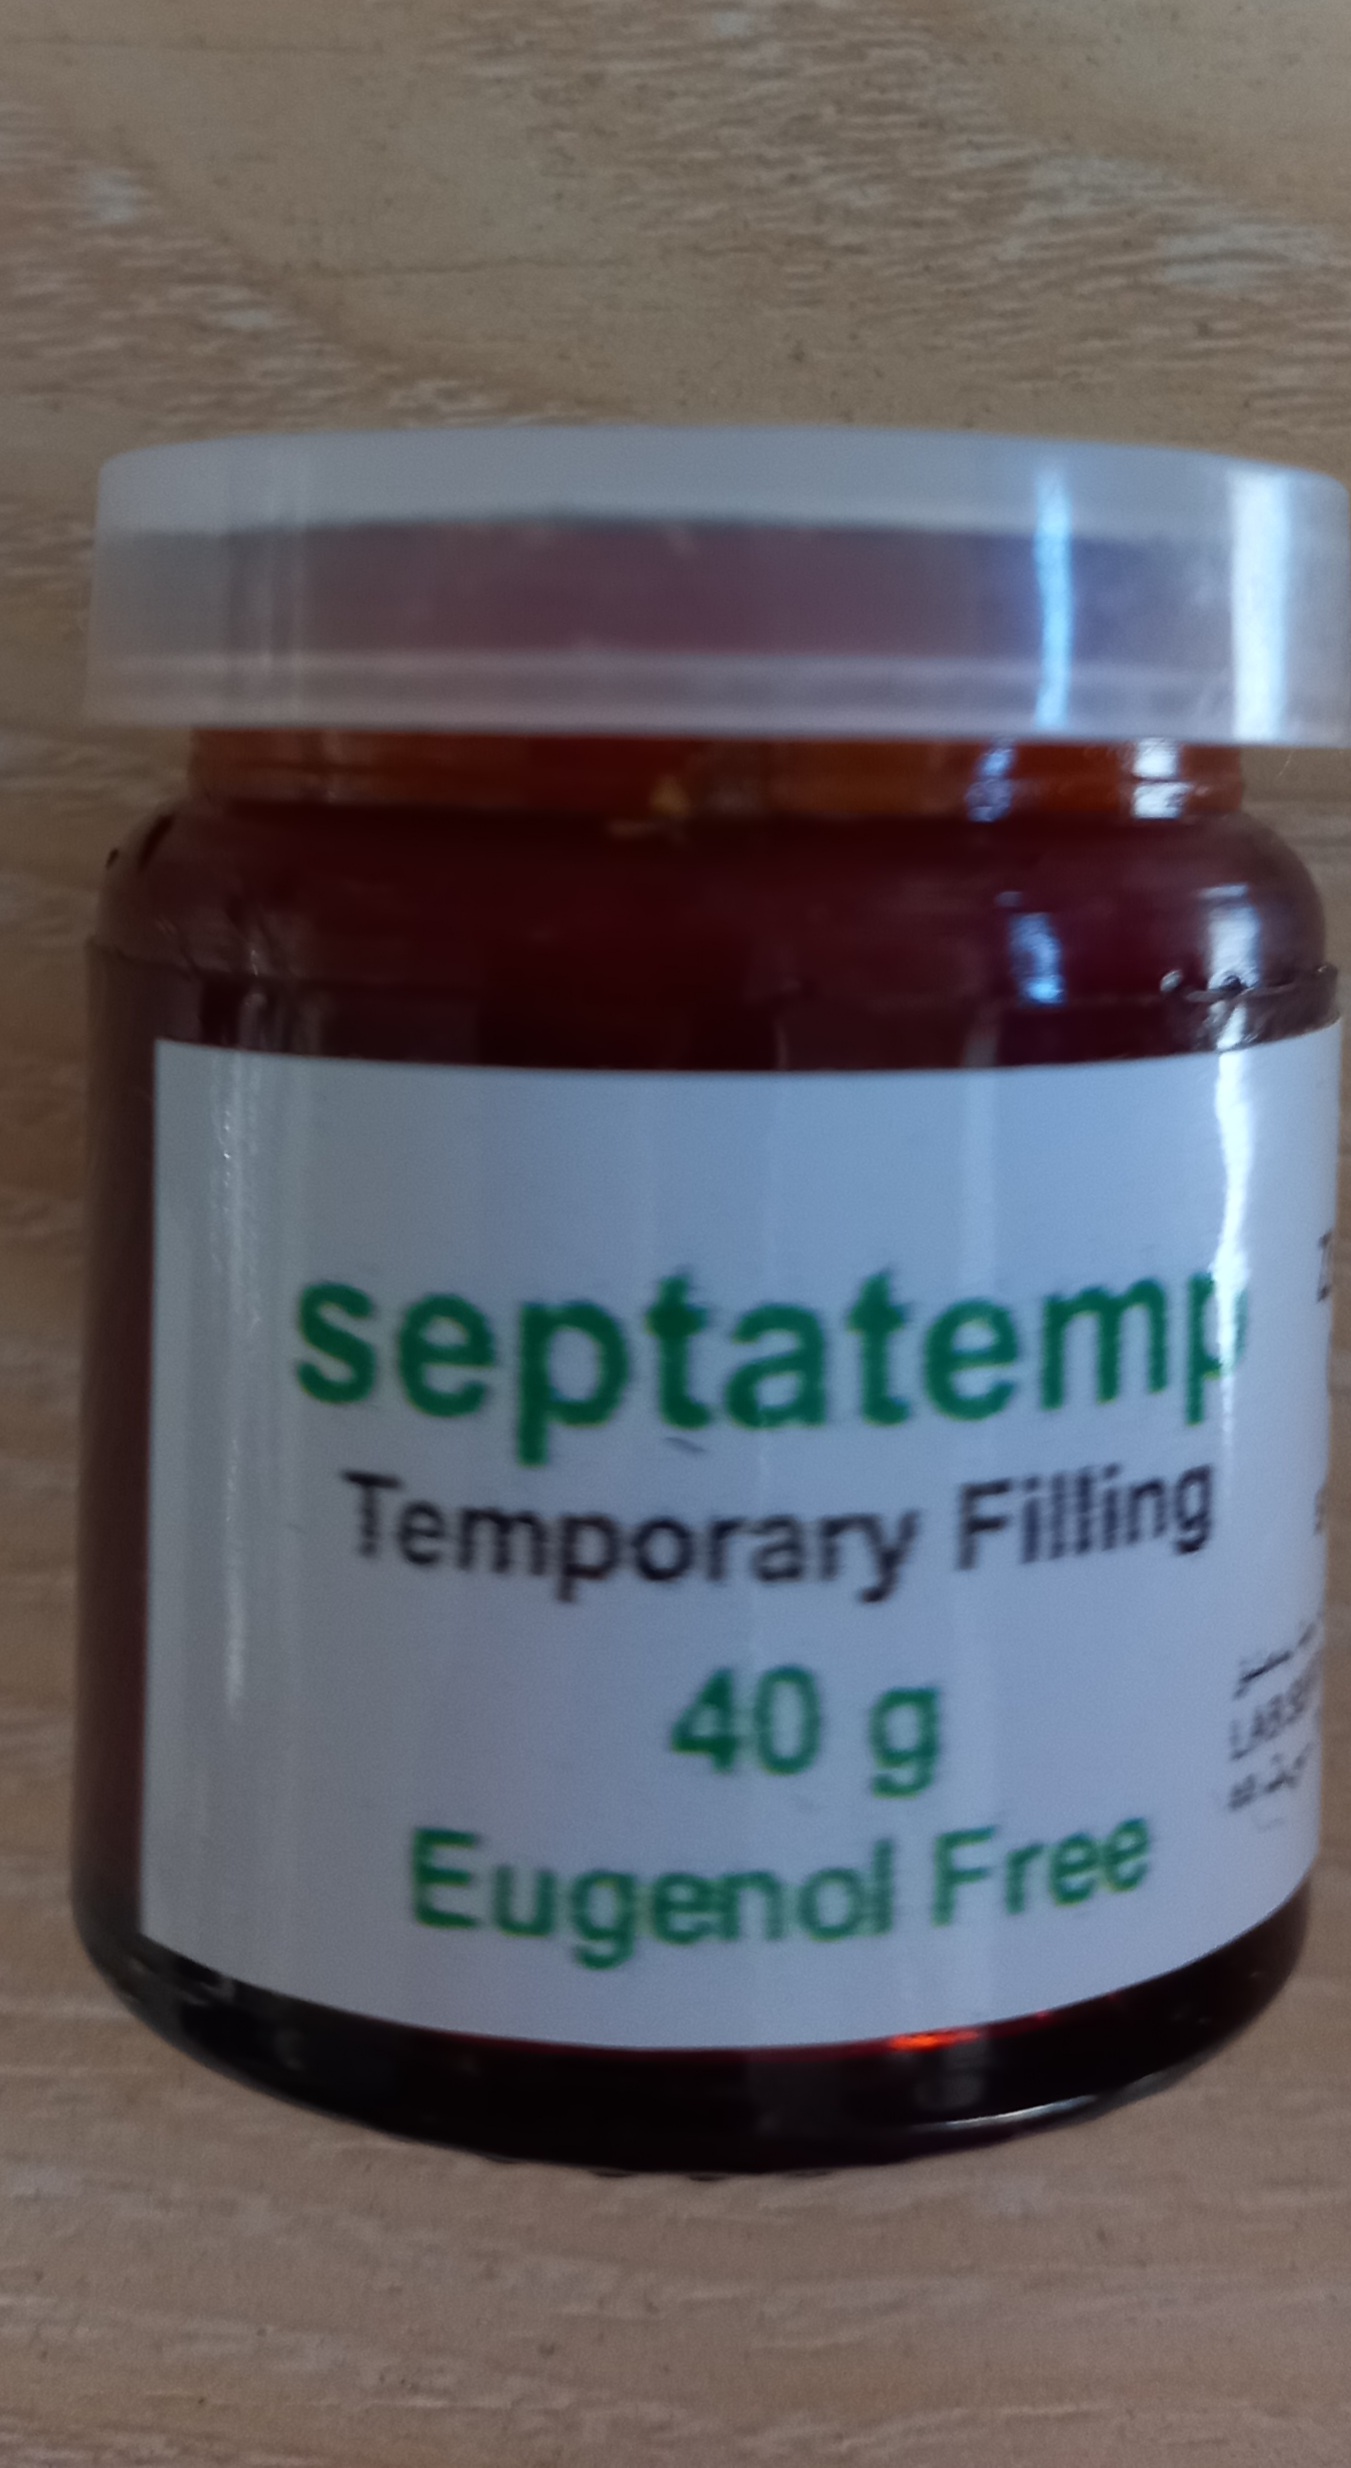 septatemp
Temporary Filling
40 g
Eugenol Free